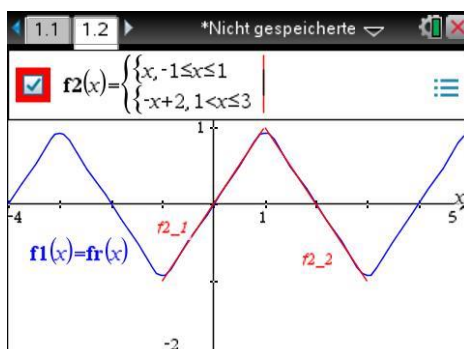 1.1 1.2 *Nicht gespeicherte
f2(x)={{x, -1≤x≤1
{-x+2, 1<x≤3
1
x
-4 1 5
f2_1
f1(x)=fr(x) f2_2
-2